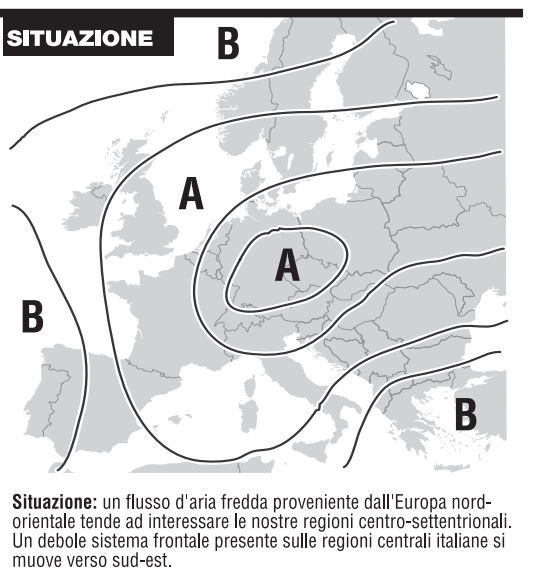 SITUAZIONE
B
A
A
B
B
Situazione: un flusso d'aria fredda proveniente dall'Europa nord-
orientale tende ad interessare le nostre regioni centro-settentrionali.
Un debole sistema frontale presente sulle regioni centrali italiane si
muove verso sud-est.